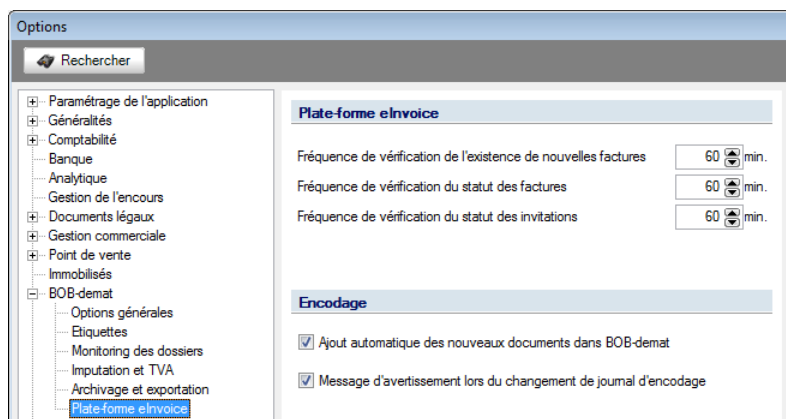 Options
Rechercher
Paramétrage de l'application
Généralités
Comptabilité
Banque
Analytique
Gestion de l'encours
Documents légaux
Gestion commerciale
Point de vente
Immobilisés
BOB-demat
Options générales
Etiquettes
Monitoring des dossiers
Imputation et TVA
Archivage et exportation
Plate-forme eInvoice
Plate-forme eInvoice
Fréquence de vérification de l'existence de nouvelles factures 60 min.
Fréquence de vérification du statut des factures 60 min.
Fréquence de vérification du statut des invitations 60 min.
Encodage
Ajout automatique des nouveaux documents dans BOB-demat
Message d'avertissement lors du changement de journal d'encodage